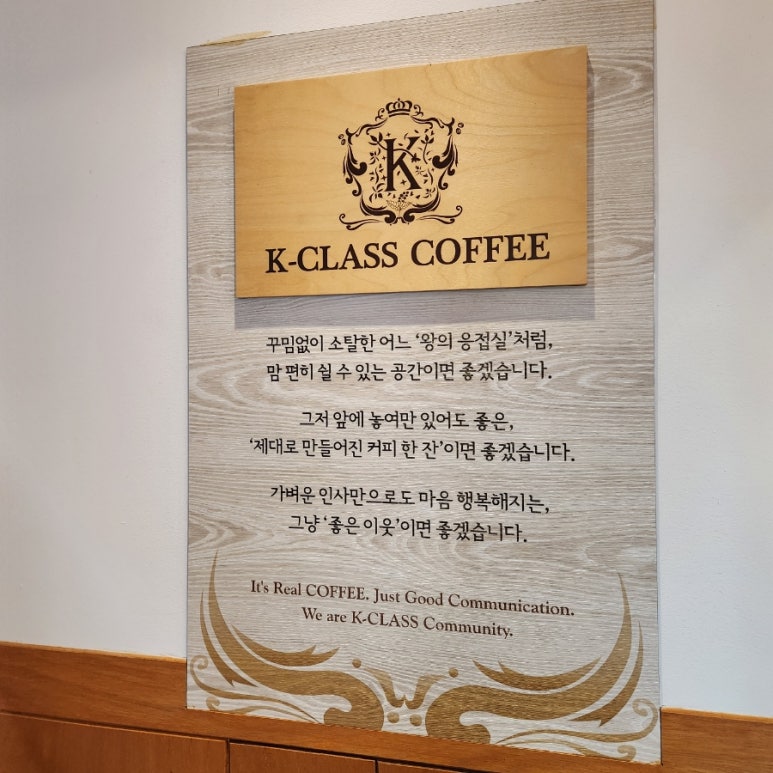 K
K-CLASS COFFEE
꾸밈없이 소탈한 어느 ‘왕의 응접실’처럼,
맘 편히 쉴 수 있는 공간이면 좋겠습니다.
그저 앞에 놓여만 있어도 좋은,
‘제대로 만들어진 커피 한 잔’이면 좋겠습니다.
가벼운 인사만으로도 마음 행복해지는,
그냥 ‘좋은 이웃’이면 좋겠습니다.
It's Real COFFEE. Just Good Communication.
We are K-CLASS Community.